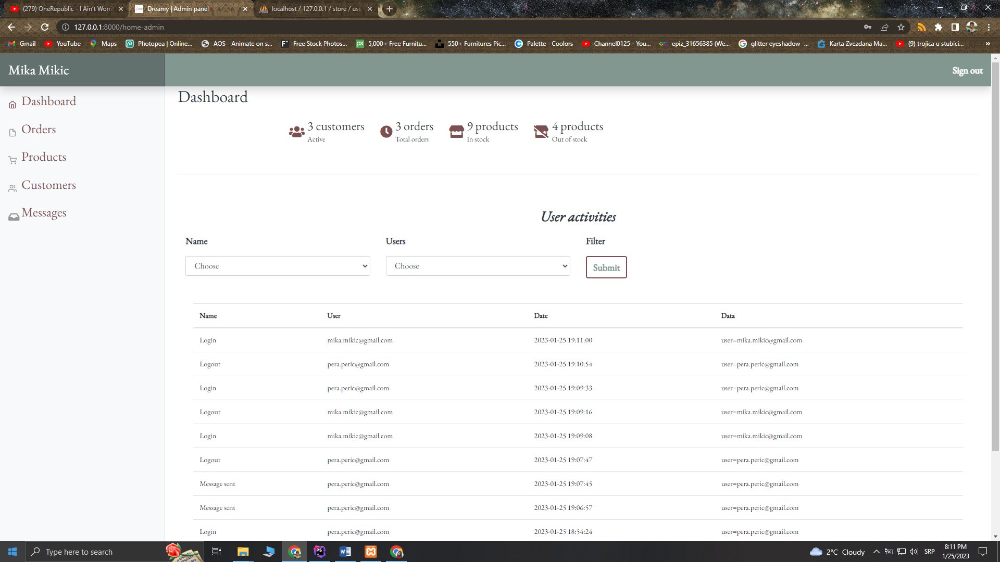 (279) OneRepublic - I Ain't Worri
Dreamy | Admin panel
localhost / 127.0.0.1 / store / use
127.0.0.1:8000/home-admin
Gmail
YouTube
Maps
Photopea | Online...
AOS - Animate on s...
Free Stock Photos...
5,000+ Free Furnitu...
550+ Furnitures Pic...
Palette - Coolors
Channel0125 - You...
epiz_31656385 (We...
glitter eyeshadow -...
Karta Zvezdana Ma...
(9) trojica u stubici...
»
Mika Mikic
Sign out
Dashboard
Orders
Products
Customers
Messages
Dashboard
3 customers
Active
3 orders
Total orders
9 products
In stock
4 products
Out of stock
User activities
Name Users Filter
Choose Choose Submit
Name User Date Data
Login mika.mikic@gmail.com 2023-01-25 19:11:00 user=mika.mikic@gmail.com
Logout pera.peric@gmail.com 2023-01-25 19:10:54 user=pera.peric@gmail.com
Login pera.peric@gmail.com 2023-01-25 19:09:33 user=pera.peric@gmail.com
Logout mika.mikic@gmail.com 2023-01-25 19:09:16 user=mika.mikic@gmail.com
Login mika.mikic@gmail.com 2023-01-25 19:09:08 user=mika.mikic@gmail.com
Logout pera.peric@gmail.com 2023-01-25 19:07:47 user=pera.peric@gmail.com
Message sent pera.peric@gmail.com 2023-01-25 19:07:45 user=pera.peric@gmail.com
Message sent pera.peric@gmail.com 2023-01-25 19:06:57 user=pera.peric@gmail.com
Login pera.peric@gmail.com 2023-01-25 18:54:24 user=pera.peric@gmail.com
Type here to search
2°C Cloudy
SRP
8:11 PM
1/25/2023